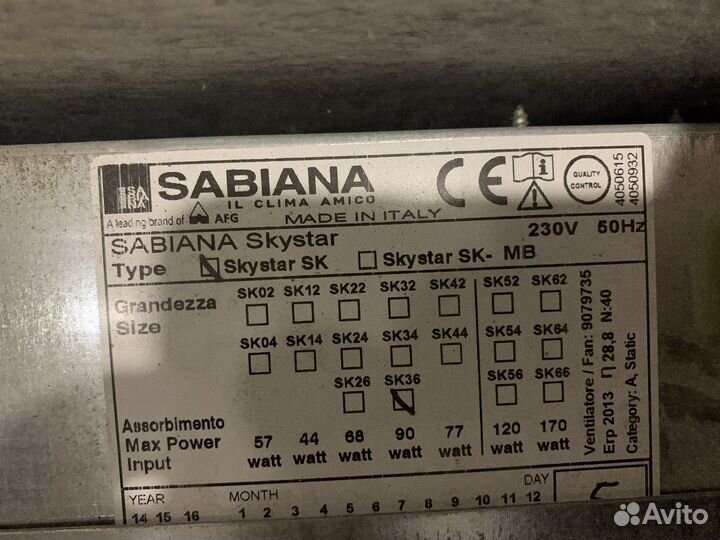 SABIANA
IL CLIMA AMICO
A leading brand of AFG
MADE IN ITALY
CE
QUALITY CONTROL
4050615
4050932
SABIANA Skystar
230V 50Hz
Type Skystar SK Skystar SK- MB
Grandezza
Size
SK02 SK12 SK22 SK32 SK42 SK52 SK62
SK04 SK14 SK24 SK34 SK44 SK54 SK64
SK26 SK36 SK56 SK66
Assorbimento
Max Power
Input
57 44 68 90 77 120 170
watt watt watt watt watt watt watt
Ventilatore / Fan: 9079735
Erp 2013 η 28,8 N:40
Category: A, Static
YEAR MONTH DAY
14 15 16 1 2 3 4 5 6 7 8 9 10 11 12
Avito